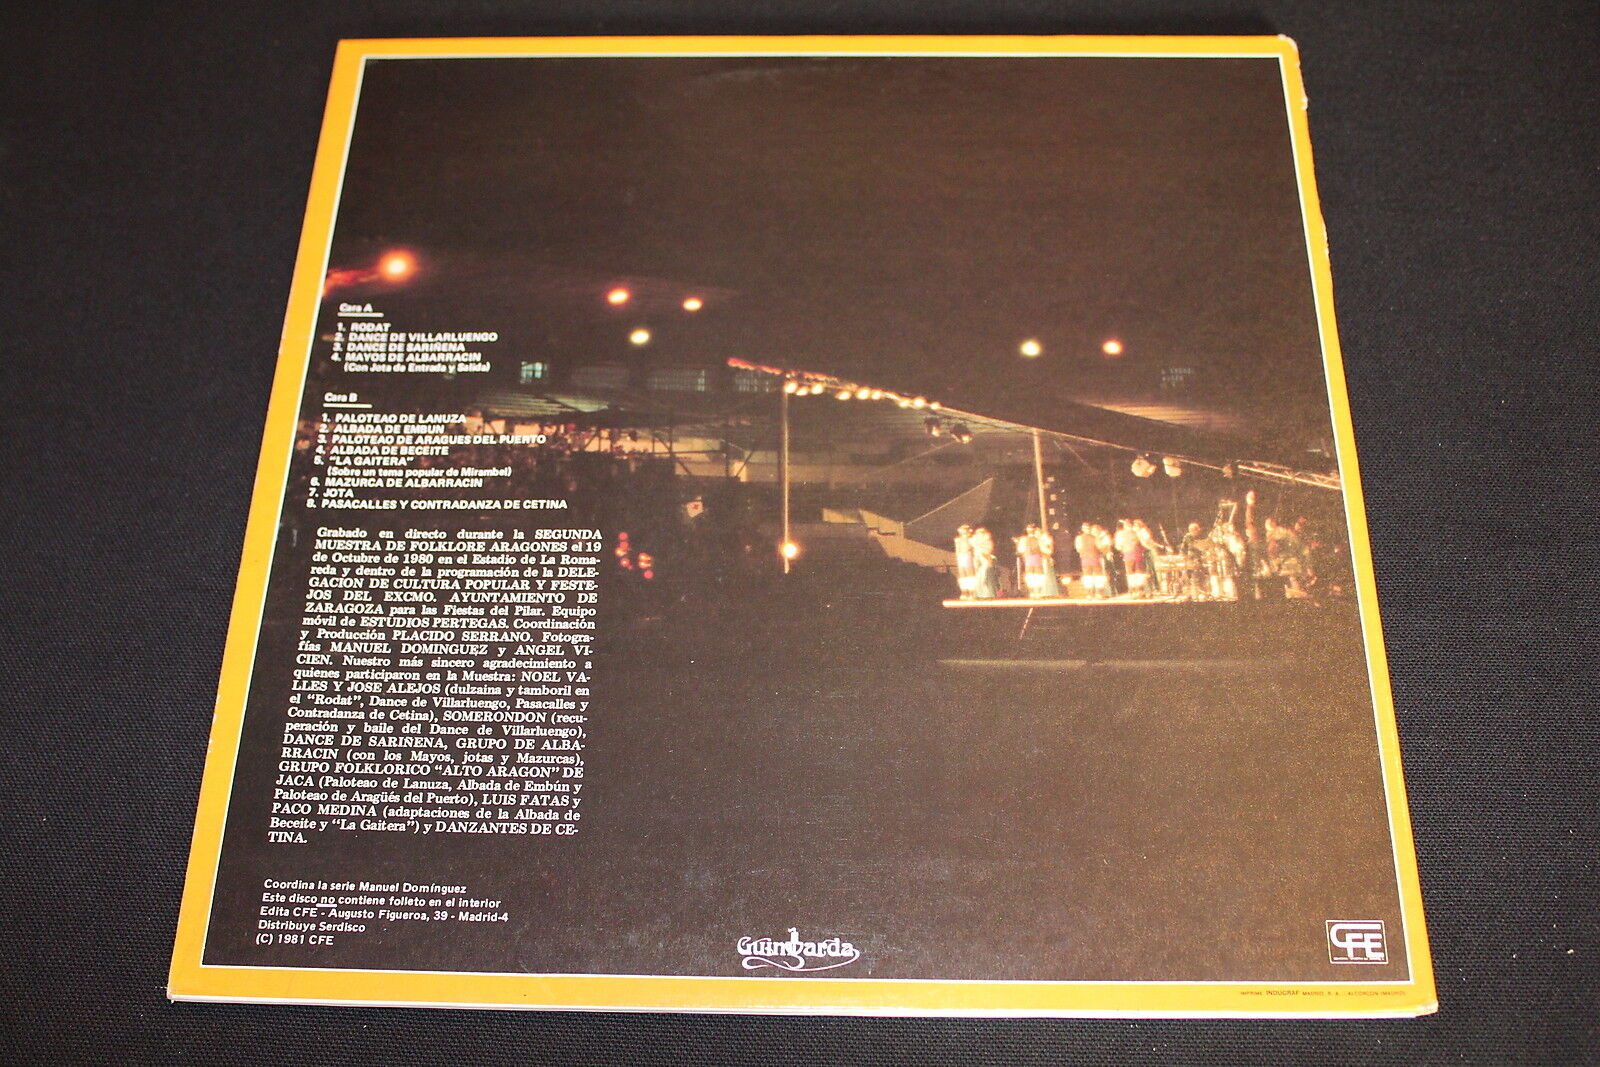 Cara A
1. RODAT
2. DANCE DE VILLARLUENGO
3. DANCE DE SARIÑENA
4. MAYOS DE ALBARRACIN
(Con Jota de Entrada y Salida)
Cara B
1. PALOTEAO DE LANUZA
2. ALBADA DE EMBUN
3. PALOTEAO DE ARAGUES DEL PUERTO
4. ALBADA DE BECEITE
5. "LA GAITERA"
(Sobre un tema popular de Mirambel)
6. MAZURCA DE ALBARRACIN
7. JOTA
8. PASACALLES Y CONTRADANZA DE CETINA
Grabado en directo durante la SEGUNDA
MUESTRA DE FOLKLORE ARAGONES el 19
de Octubre de 1980 en el Estadio de La Roma-
reda y dentro de la programación de la DELE-
GACION DE CULTURA POPULAR Y FESTE-
JOS DEL EXCMO. AYUNTAMIENTO DE
ZARAGOZA para las Fiestas del Pilar. Equipo
móvil de ESTUDIOS PERTEGAS. Coordinación
y Producción PLACIDO SERRANO. Fotogra-
fías MANUEL DOMINGUEZ y ANGEL VI-
CIEN. Nuestro más sincero agradecimiento a
quienes participaron en la Muestra: NOEL VA-
LLES Y JOSE ALEJOS (dulzaina y tamboril en
el "Rodat", Dance de Villarluengo, Pasacalles y
Contradanza de Cetina), SOMERONDON (recu-
peración y baile del Dance de Villarluengo),
DANCE DE SARIÑENA, GRUPO DE ALBA-
RRACIN (con los Mayos, jotas y Mazurcas),
GRUPO FOLKLORICO "ALTO ARAGON" DE
JACA (Paloteao de Lanuza, Albada de Embún y
Paloteao de Aragüés del Puerto), LUIS FATAS y
PACO MEDINA (adaptaciones de la Albada de
Beceite y "La Gaitera") y DANZANTES DE CE-
TINA.
Coordina la serie Manuel Domínguez
Este disco no contiene folleto en el interior
Edita CFE - Augusto Figueroa, 39 - Madrid-4
Distribuye Serdisco
(C) 1981 CFE
Guimbarda
CFE
IMPRIME INDUGRAF MADRID, S. A. - ALCORCON (MADRID)